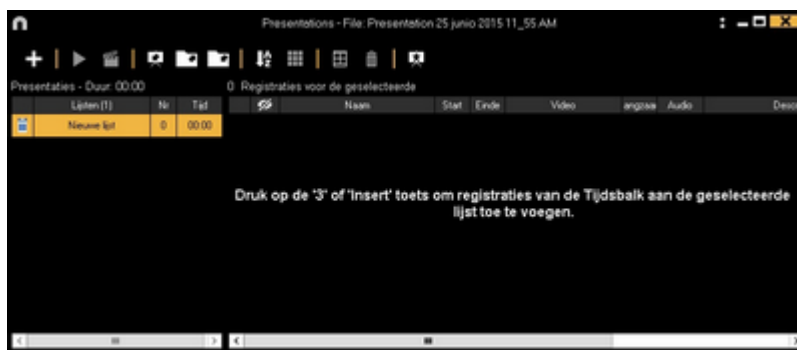 Presentations - File: Presentation 25 junio 2015 11_55.AM
Presentaties - Duur: 00:00
0 Registraties voor de geselecteerde
Lijsten (1) Nr Tijd
Naam Start Einde Video angzaa Audio Desc
Nieuwe lijst 0 00:00
Druk op de '3' of 'Insert' toets om registraties van de Tijdsbalk aan de geselecteerde
lijst toe te voegen.